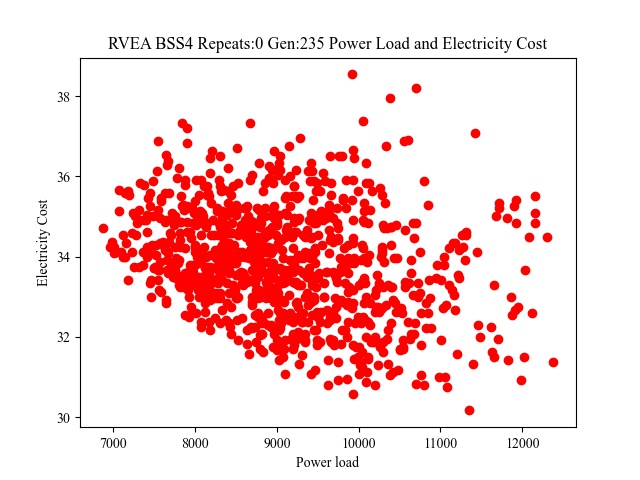 RVEA BSS4 Repeats:0 Gen:235 Power Load and Electricity Cost
38
36
34
32
30
Electricity Cost
7000 8000 9000 10000 11000 12000
Power load